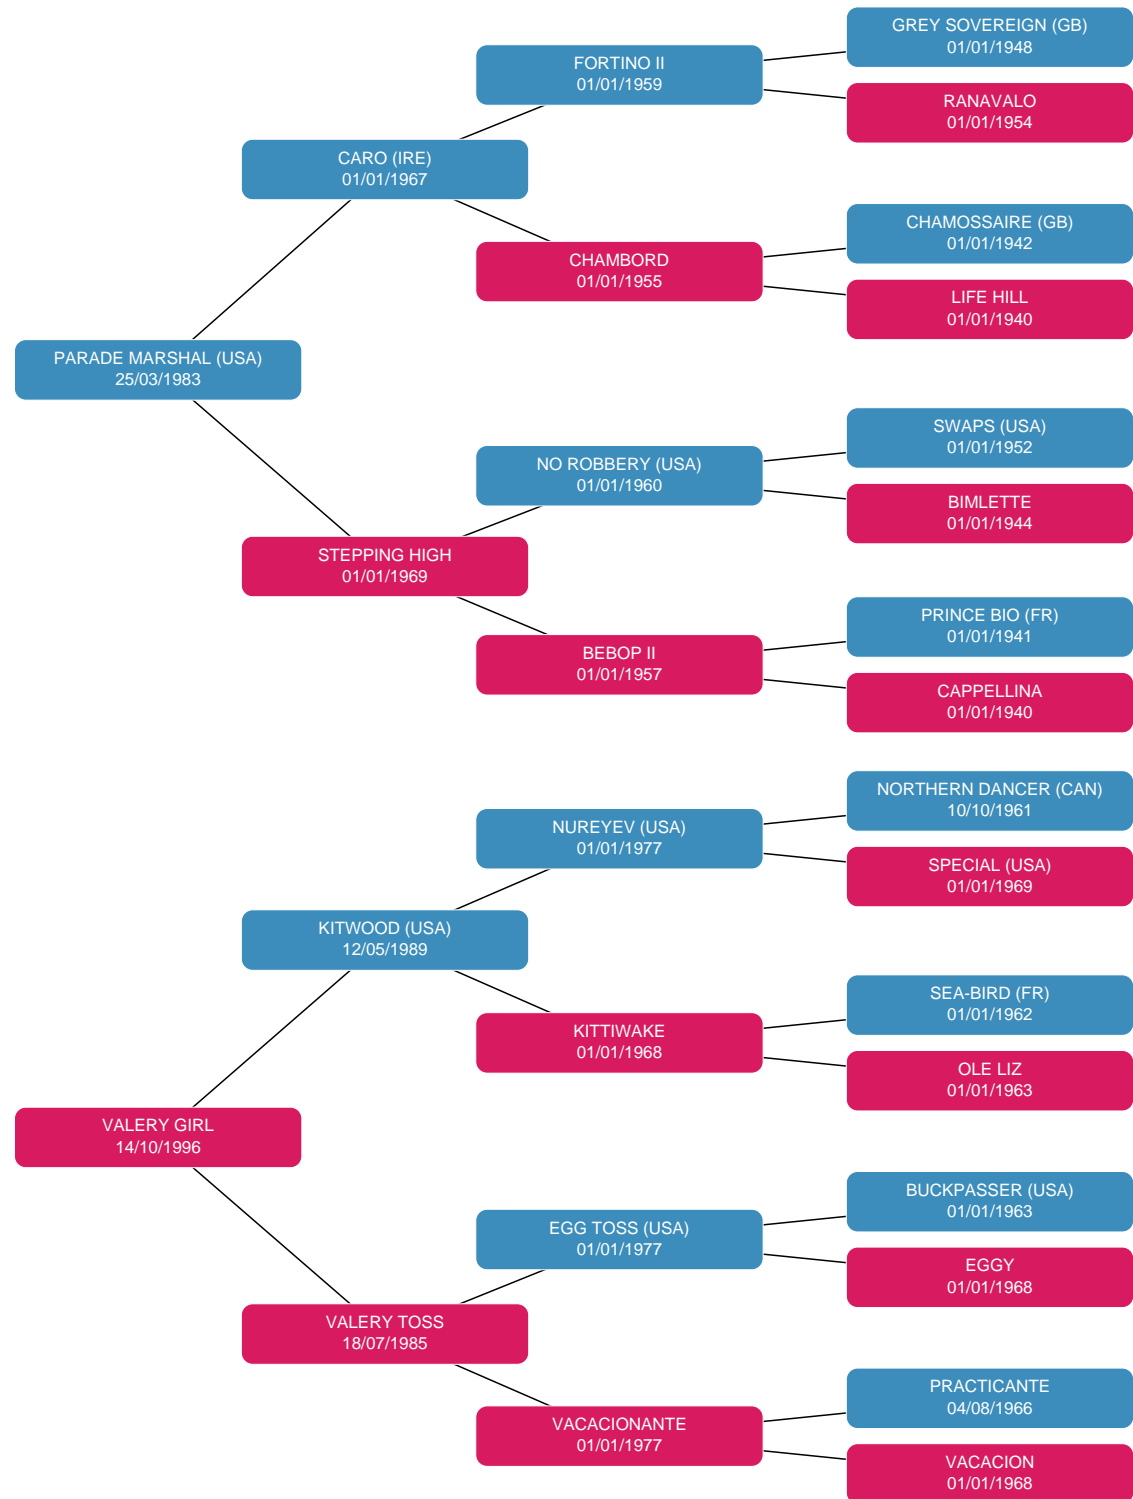 GREY SOVEREIGN (GB)
01/01/1948
FORTINO II
01/01/1959
RANAVALO
01/01/1954
CARO (IRE)
01/01/1967
CHAMOSSAIRE (GB)
01/01/1942
CHAMBORD
01/01/1955
LIFE HILL
01/01/1940
PARADE MARSHAL (USA)
25/03/1983
SWAPS (USA)
01/01/1952
NO ROBBERY (USA)
01/01/1960
BIMLETTE
01/01/1944
STEPPING HIGH
01/01/1969
PRINCE BIO (FR)
01/01/1941
BEBOP II
01/01/1957
CAPPELLINA
01/01/1940
NORTHERN DANCER (CAN)
10/10/1961
NUREYEV (USA)
01/01/1977
SPECIAL (USA)
01/01/1969
KITWOOD (USA)
12/05/1989
SEA-BIRD (FR)
01/01/1962
KITTIWAKE
01/01/1968
OLE LIZ
01/01/1963
VALERY GIRL
14/10/1996
BUCKPASSER (USA)
01/01/1963
EGG TOSS (USA)
01/01/1977
EGGY
01/01/1968
VALERY TOSS
18/07/1985
PRACTICANTE
04/08/1966
VACACIONANTE
01/01/1977
VACACION
01/01/1968